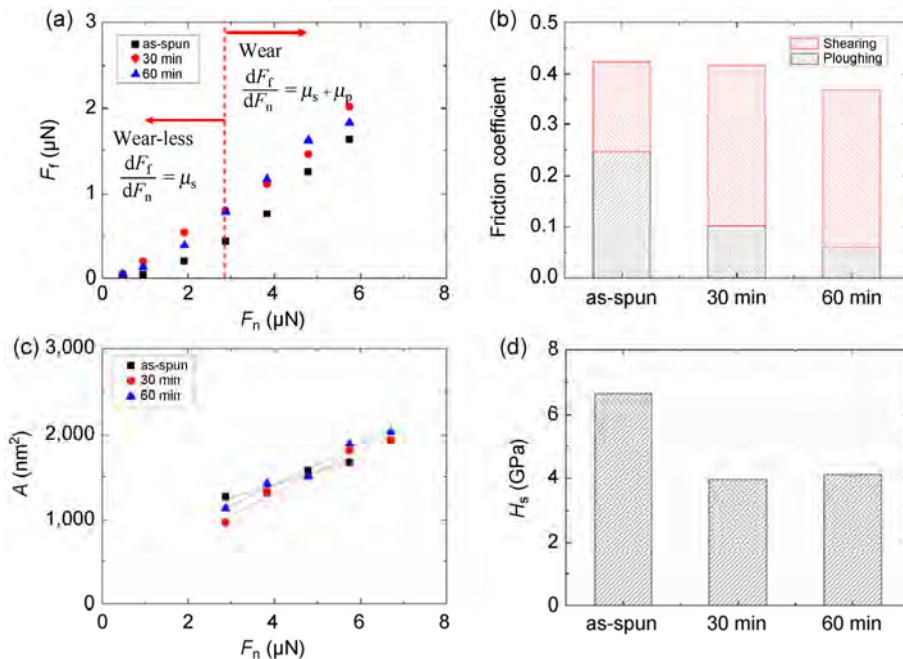 (a)
3
2
1
0
Ff (µN)
as-spun
30 min
60 min
Wear
dFf/dFn = µs + µp
Wear-less
dFf/dFn = µs
0 2 4 6 8
Fn (µN)
(b)
0.5
0.4
0.3
0.2
0.1
0.0
Friction coefficient
Shearing
Ploughing
as-spun 30 min 60 min
(c)
3,000
2,000
1,000
0
A (nm²)
as-spun
30 min
60 min
0 2 4 6 8
Fn (µN)
(d)
8
6
4
2
0
Hs (GPa)
as-spun 30 min 60 min